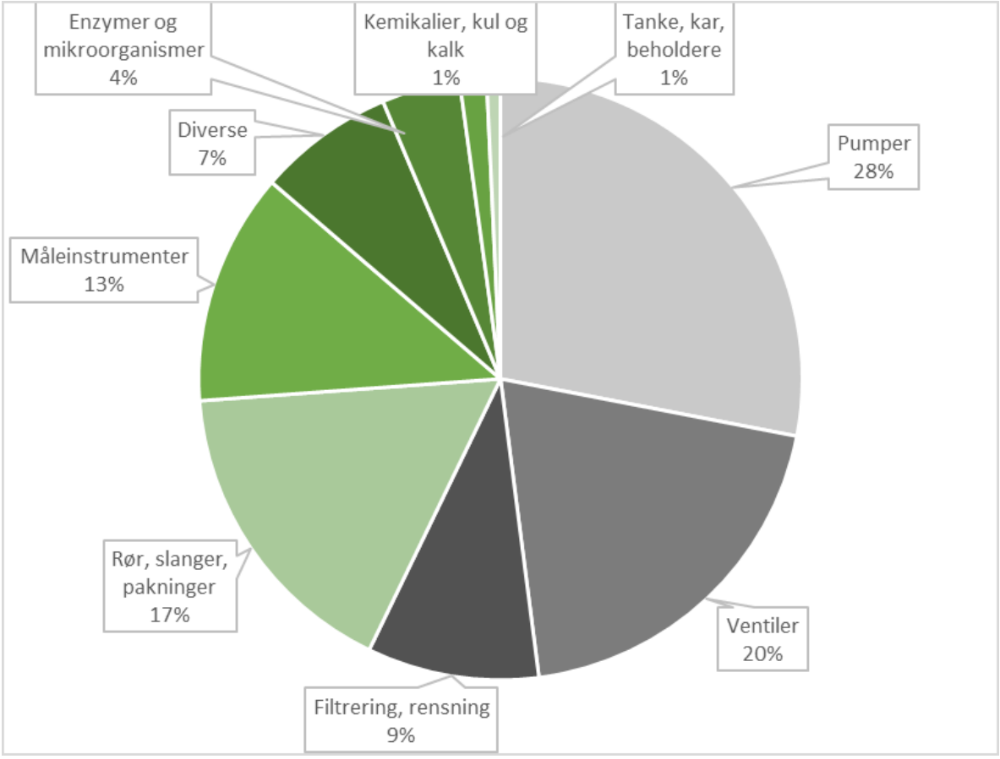 Enzymer og
mikroorganismer
4%
Kemikalier, kul og
kalk
1%
Tanke, kar,
beholdere
1%
Diverse
7%
Pumper
28%
Måleinstrumenter
13%
Rør, slanger,
pakninger
17%
Ventiler
20%
Filtrering, rensning
9%